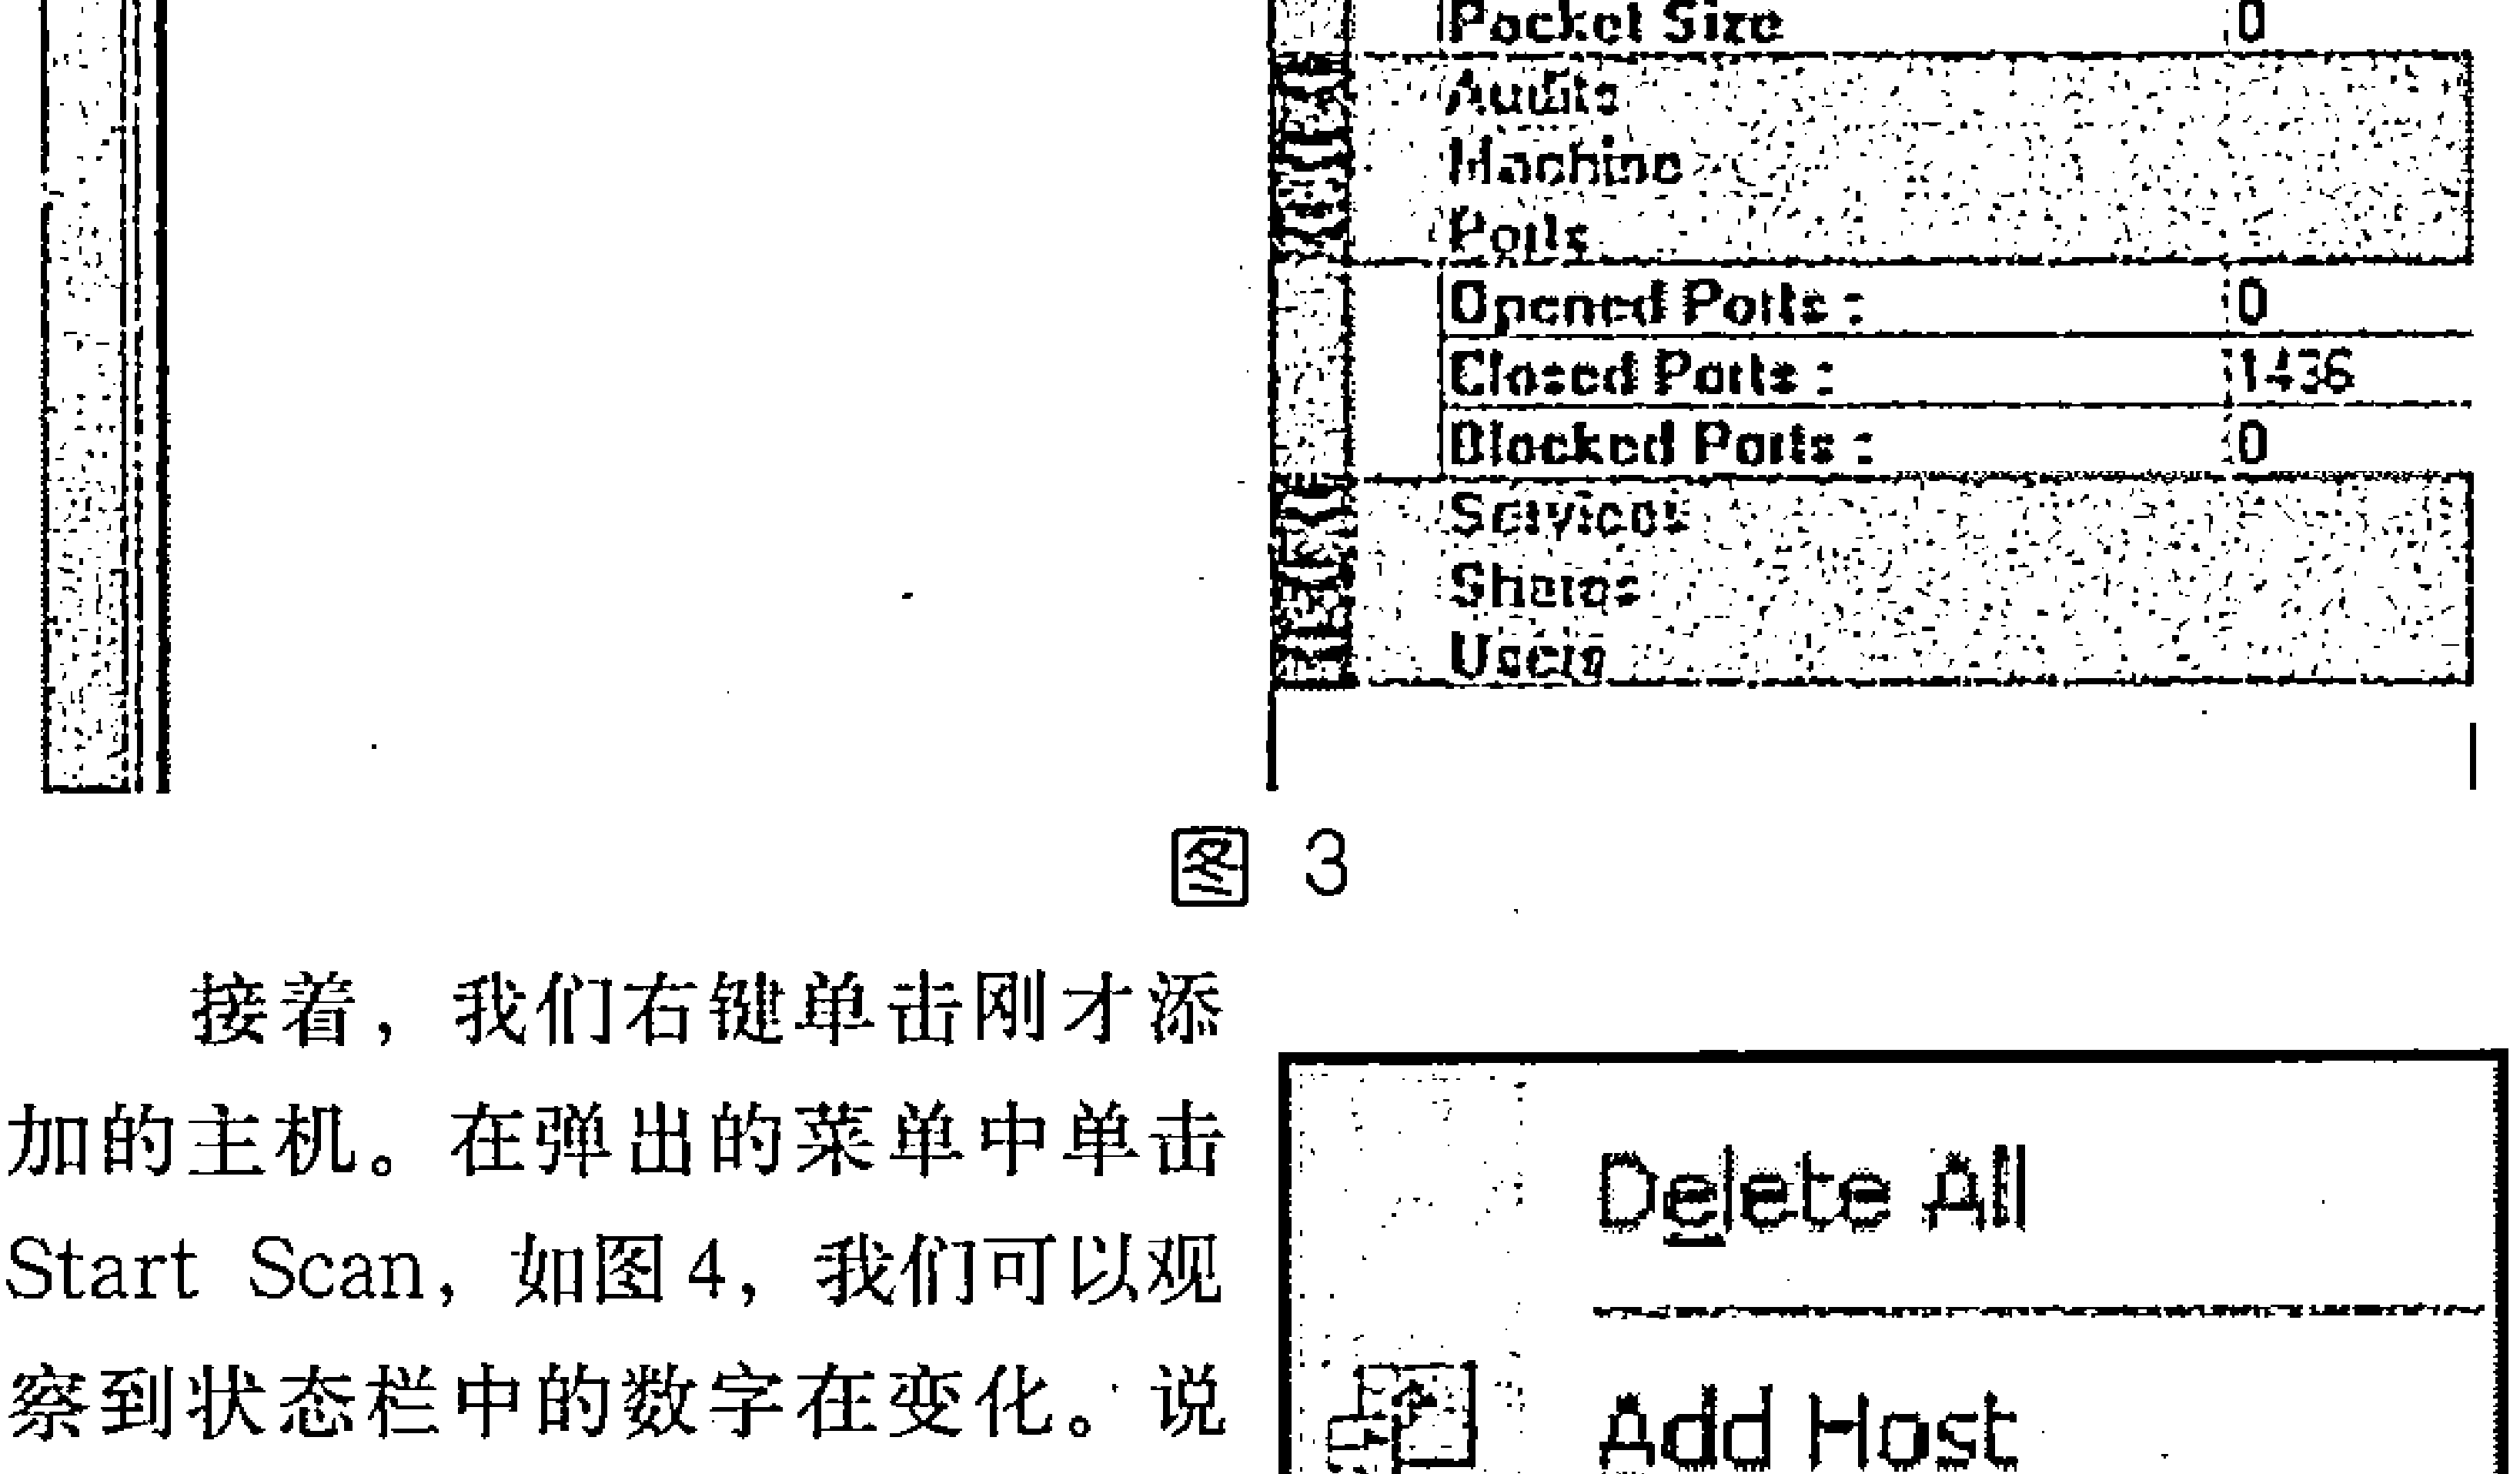 Packet Size 0
Audits
Machine
Ports
Opened Ports : 0
Closed Ports : 1436
Blocked Ports : 0
Services
Shares
Users
图 3
接着，我们右键单击刚才添
加的主机。在弹出的菜单中单击
Start Scan，如图4，我们可以观
察到状态栏中的数字在变化。说
Delete All
Add Host